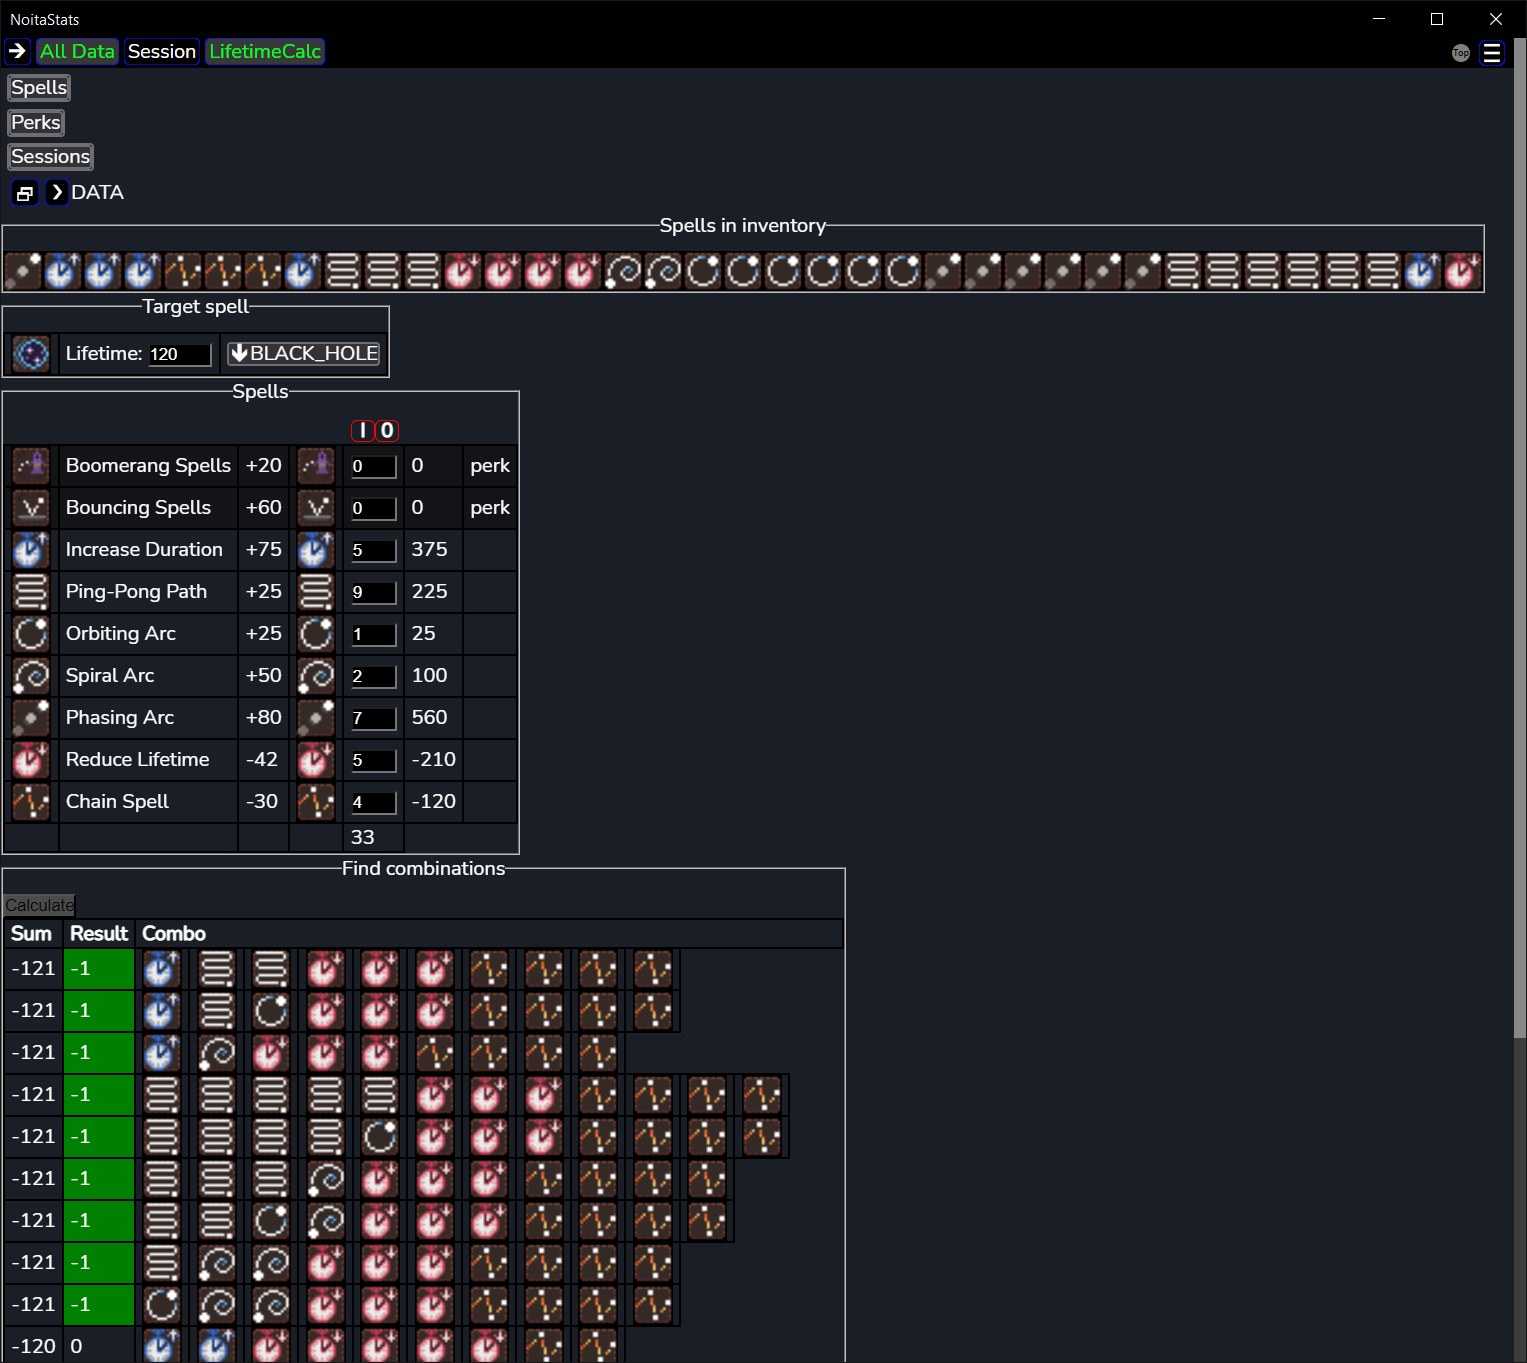 NoitaStats
All Data Session LifetimeCalc Top
Spells
Perks
Sessions
DATA
Spells in inventory
Target spell
Lifetime: 120 BLACK_HOLE
Spells
I 0
Boomerang Spells +20 0 0 perk
Bouncing Spells +60 0 0 perk
Increase Duration +75 5 375
Ping-Pong Path +25 9 225
Orbiting Arc +25 1 25
Spiral Arc +50 2 100
Phasing Arc +80 7 560
Reduce Lifetime -42 5 -210
Chain Spell -30 4 -120
33
Find combinations
Calculate
Sum Result Combo
-121 -1
-121 -1
-121 -1
-121 -1
-121 -1
-121 -1
-121 -1
-121 -1
-121 -1
-120 0